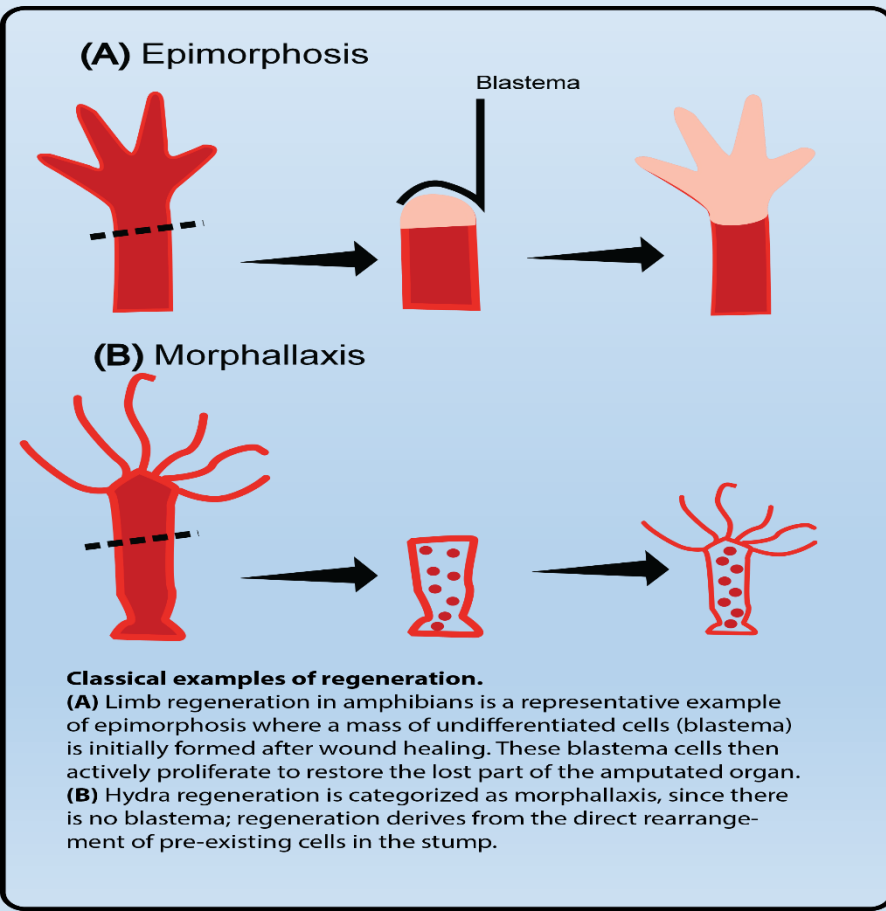 (A) Epimorphosis
Blastema
(B) Morphallaxis
Classical examples of regeneration.
(A) Limb regeneration in amphibians is a representative example
of epimorphosis where a mass of undifferentiated cells (blastema)
is initially formed after wound healing. These blastema cells then
actively proliferate to restore the lost part of the amputated organ.
(B) Hydra regeneration is categorized as morphallaxis, since there
is no blastema; regeneration derives from the direct rearrange-
ment of pre-existing cells in the stump.